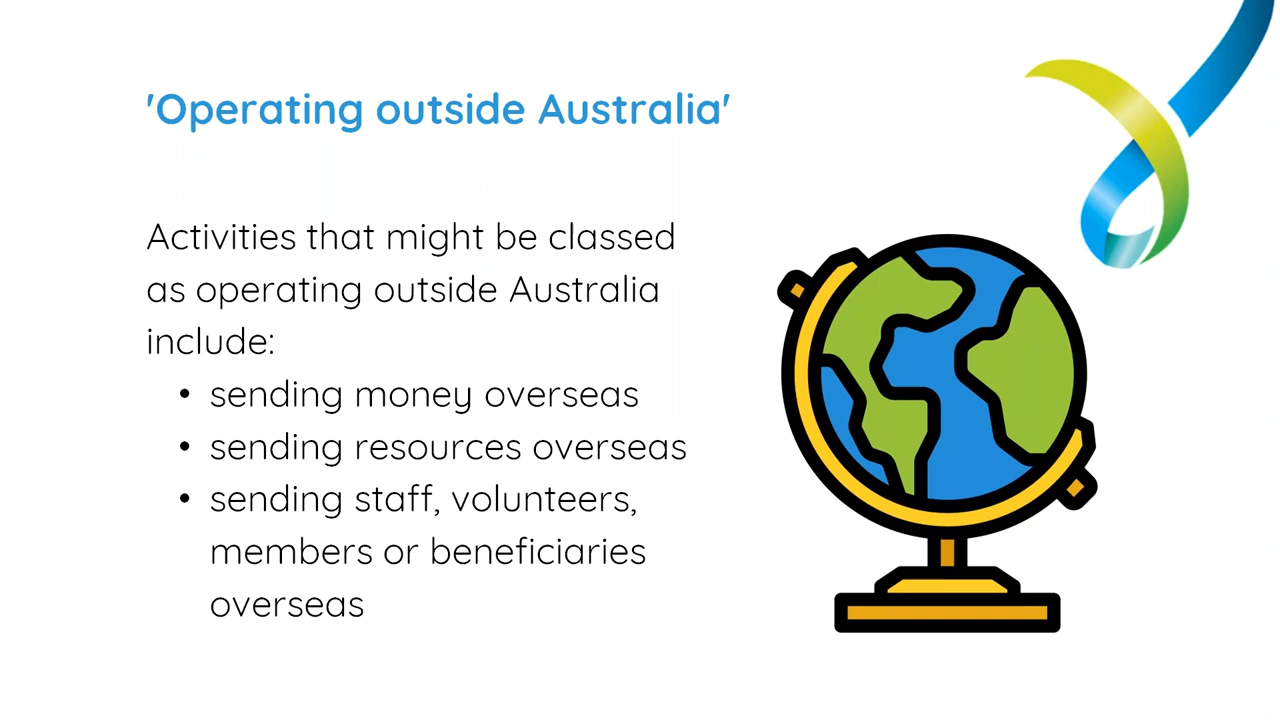 'Operating outside Australia'
Activities that might be classed
as operating outside Australia
include:
• sending money overseas
• sending resources overseas
• sending staff, volunteers,
members or beneficiaries
overseas